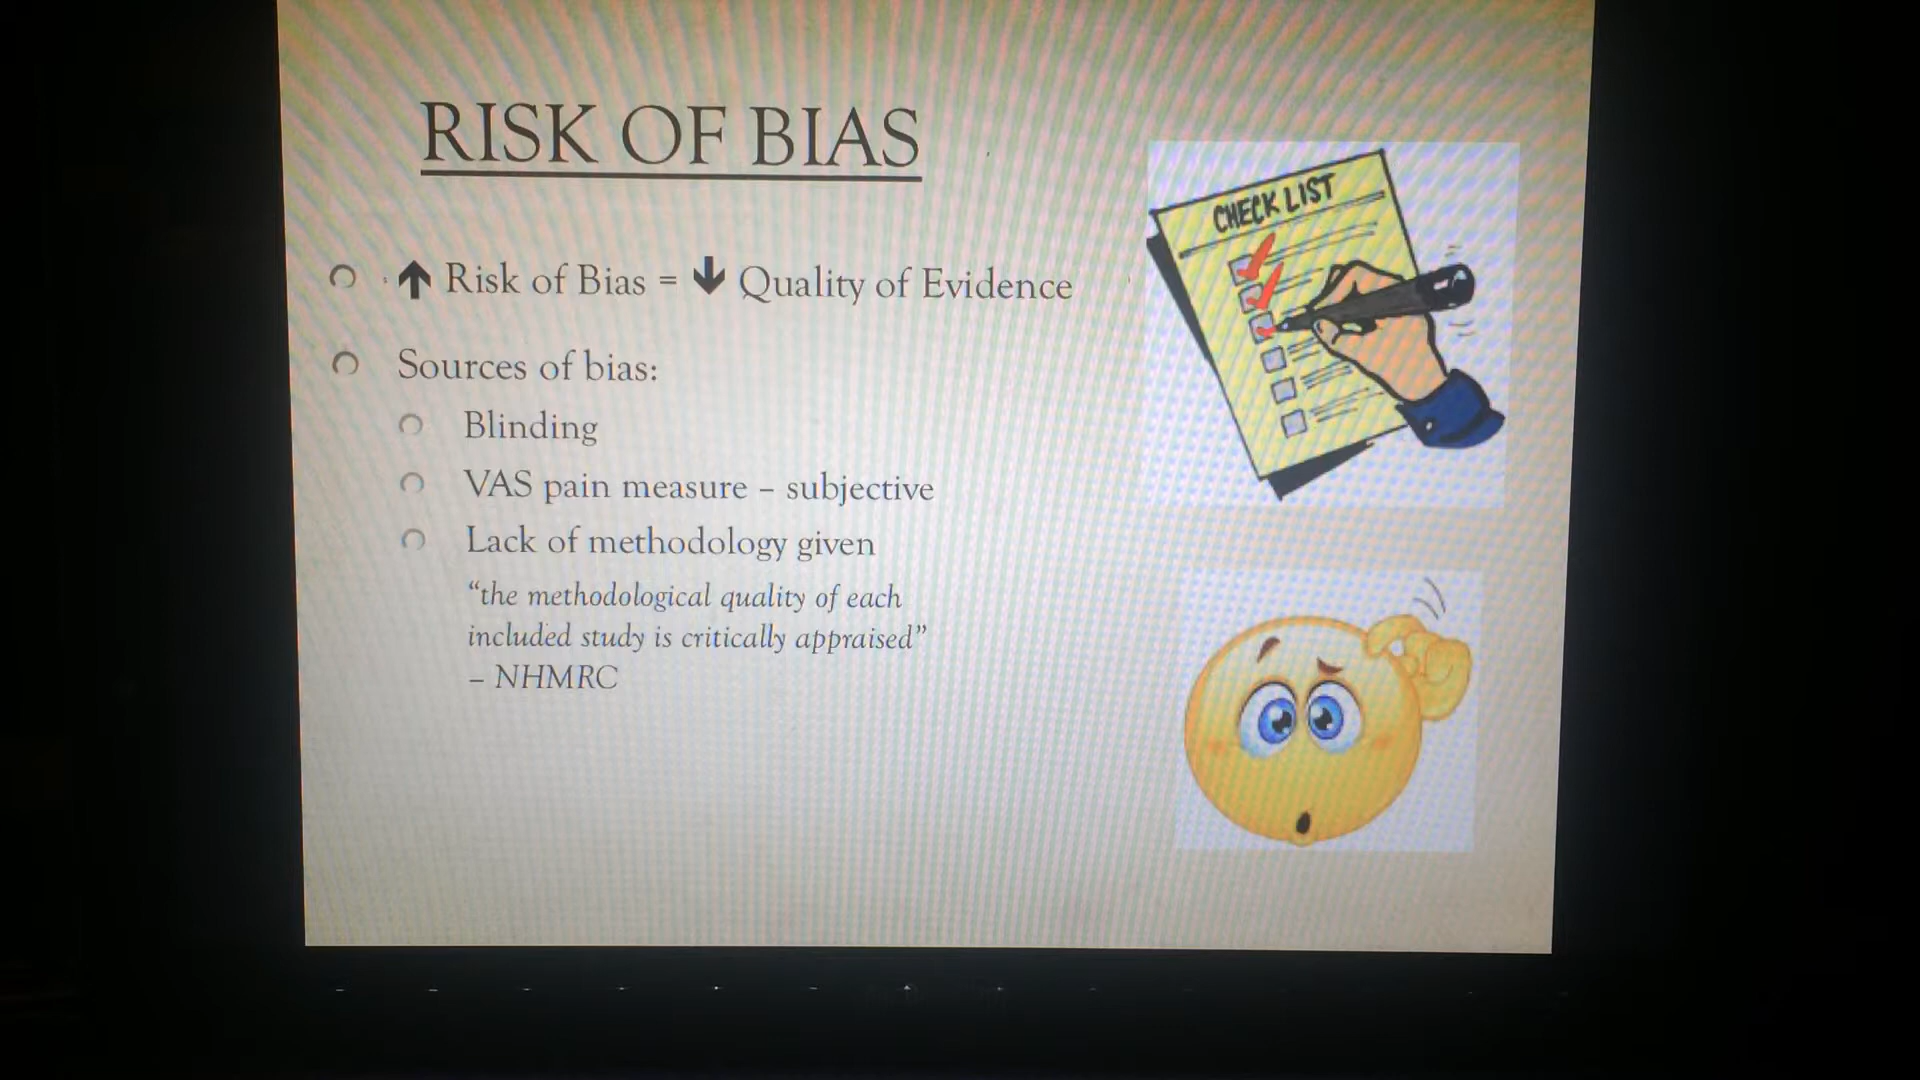 RISK OF BIAS
↑ Risk of Bias = ↓ Quality of Evidence
Sources of bias:
Blinding
VAS pain measure – subjective
Lack of methodology given
“the methodological quality of each
included study is critically appraised”
– NHMRC
CHECK LIST